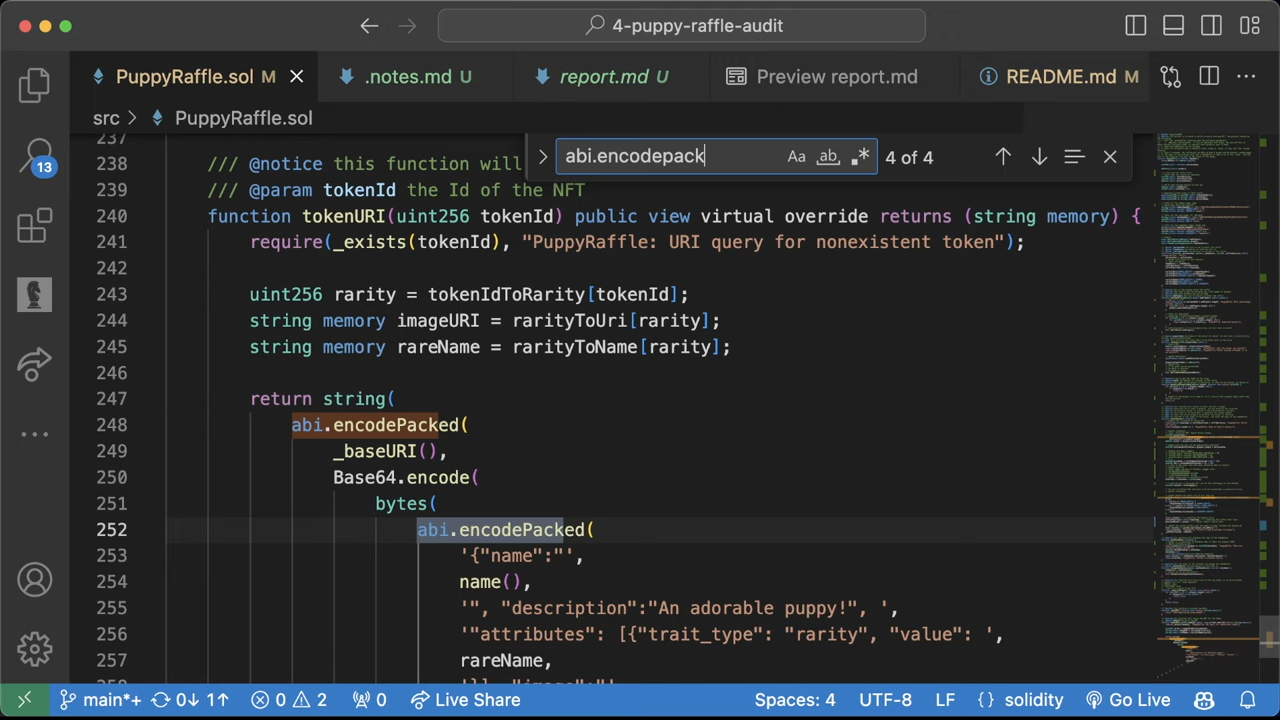 4-puppy-raffle-audit
PuppyRaffle.sol M
.notes.md U
report.md U
Preview report.md
README.md M
src > PuppyRaffle.sol
abi.encodepack
Aa ab .* 4 of 4
13
237
238 /// @notice this function will
239 /// @param tokenId the Id of the NFT
240 function tokenURI(uint256 tokenId) public view virtual override returns (string memory) {
241 require(_exists(tokenId), "PuppyRaffle: URI query for nonexistent token");
242
243 uint256 rarity = tokenIdToRarity[tokenId];
244 string memory imageURI = rarityToUri[rarity];
245 string memory rareName = rarityToName[rarity];
246
247 return string(
248 abi.encodePacked(
249 _baseURI(),
250 Base64.encode(
251 bytes(
252 abi.encodePacked(
253 '{"name":"',
254 name(),
255 '", "description":"An adorable puppy!", ',
256 '"attributes": [{"trait_type": "rarity", "value": ',
257 rareName,
main*+ 0↓ 1↑ 0 2 0 Live Share Spaces: 4 UTF-8 LF {} solidity Go Live